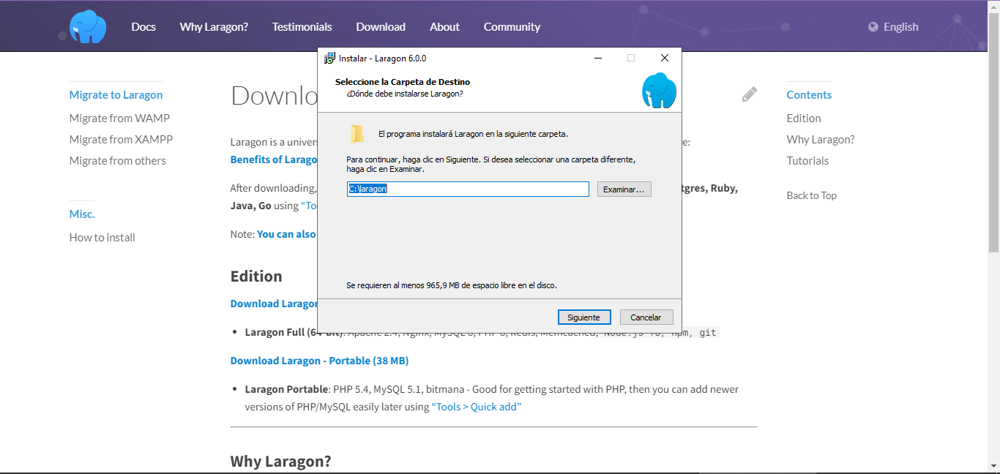 Docs
Why Laragon?
Testimonials
Download
About
Community
English
Migrate to Laragon
Migrate from WAMP
Migrate from XAMPP
Migrate from others
Misc.
How to install
Downlo
Laragon is a univer
e:
Benefits of Larago
After downloading,
tgres, Ruby,
Java, Go using “To
Note: You can also
Edition
Download Laragon
Laragon Full (64-bit): Apache 2.4, Nginx, MySQL 8, PHP 8, Redis, Memcached, Node.js 18, npm, git
Download Laragon - Portable (38 MB)
Laragon Portable: PHP 5.4, MySQL 5.1, bitmana - Good for getting started with PHP, then you can add newer
versions of PHP/MySQL easily later using “Tools > Quick add”
Why Laragon?
Instalar - Laragon 6.0.0
Seleccione la Carpeta de Destino
¿Dónde debe instalarse Laragon?
El programa instalará Laragon en la siguiente carpeta.
Para continuar, haga clic en Siguiente. Si desea seleccionar una carpeta diferente,
haga clic en Examinar.
C:\laragon
Examinar...
Se requieren al menos 965,9 MB de espacio libre en el disco.
Siguiente
Cancelar
Contents
Edition
Why Laragon?
Tutorials
Back to Top